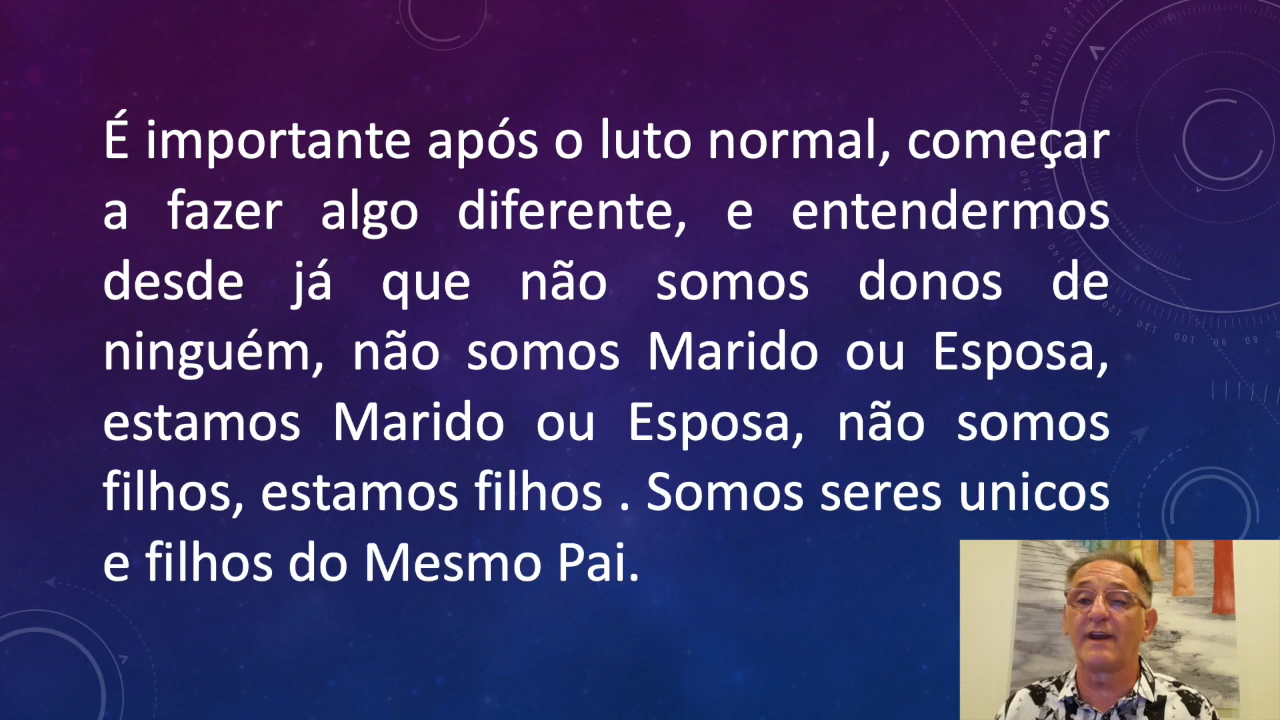 É importante após o luto normal, começar
a fazer algo diferente, e entendermos
desde já que não somos donos de
ninguém, não somos Marido ou Esposa,
estamos Marido ou Esposa, não somos
filhos, estamos filhos . Somos seres unicos
e filhos do Mesmo Pai.